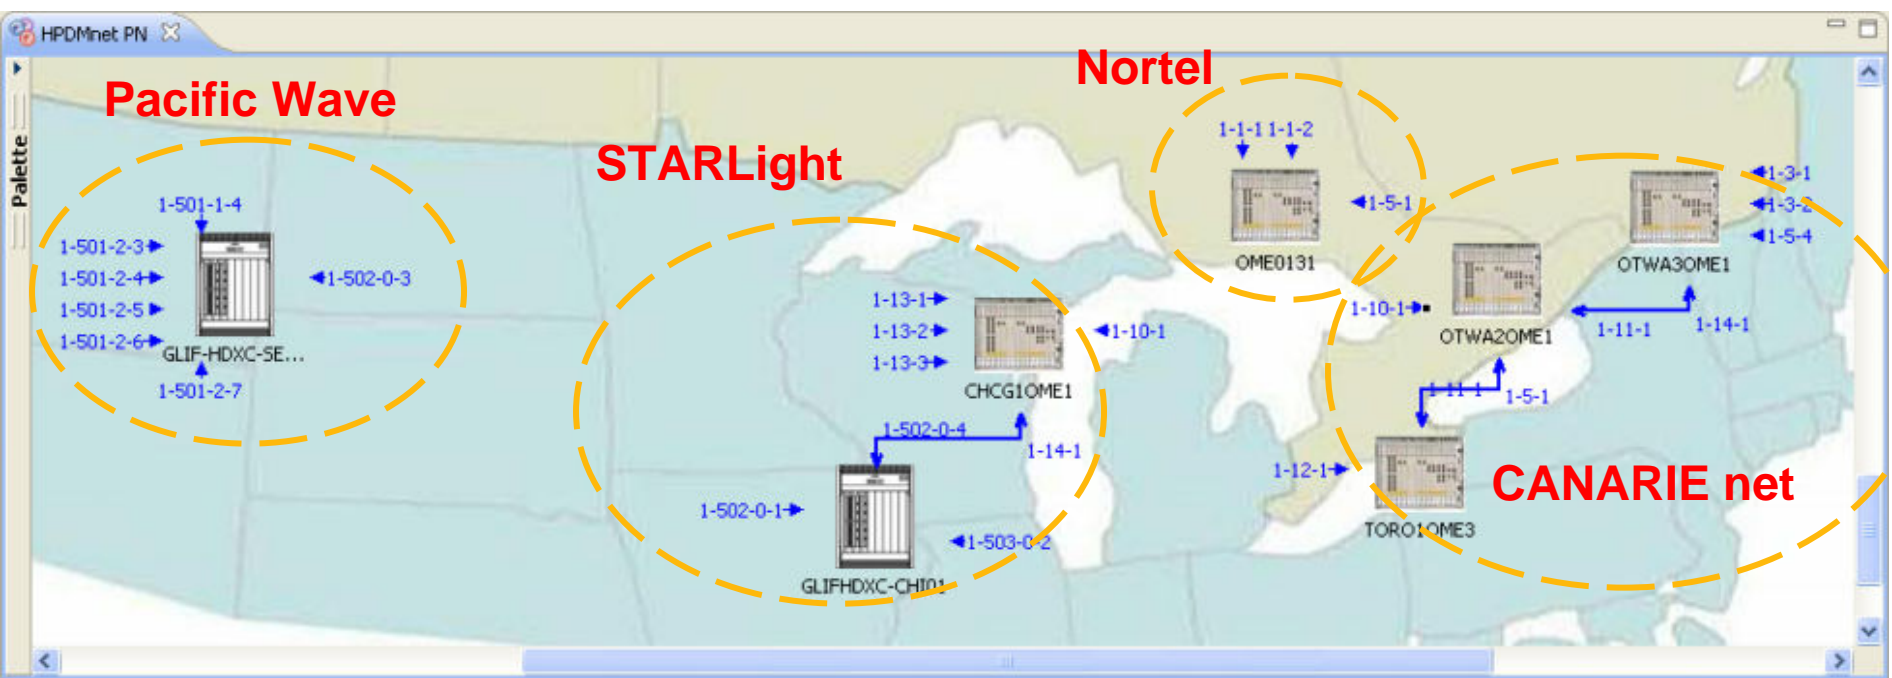 HPDMnet PN
Palette
Pacific Wave
STARLight
Nortel
CANARIE net
1-501-1-4
1-501-2-3
1-501-2-4
1-501-2-5
1-501-2-6
1-501-2-7
1-502-0-3
GLIF-HDXC-SE...
1-13-1
1-13-2
1-13-3
1-10-1
CHCG1OME1
1-502-0-4
1-14-1
1-502-0-1
1-503-0-2
GLIFHDXC-CHI01
1-1-1 1-1-2
1-5-1
OME0131
1-3-1
1-3-2
1-5-4
OTWA3OME1
1-10-1
OTWA2OME1
1-11-1
1-14-1
1-11-1
1-5-1
1-12-1
TORO1OME3